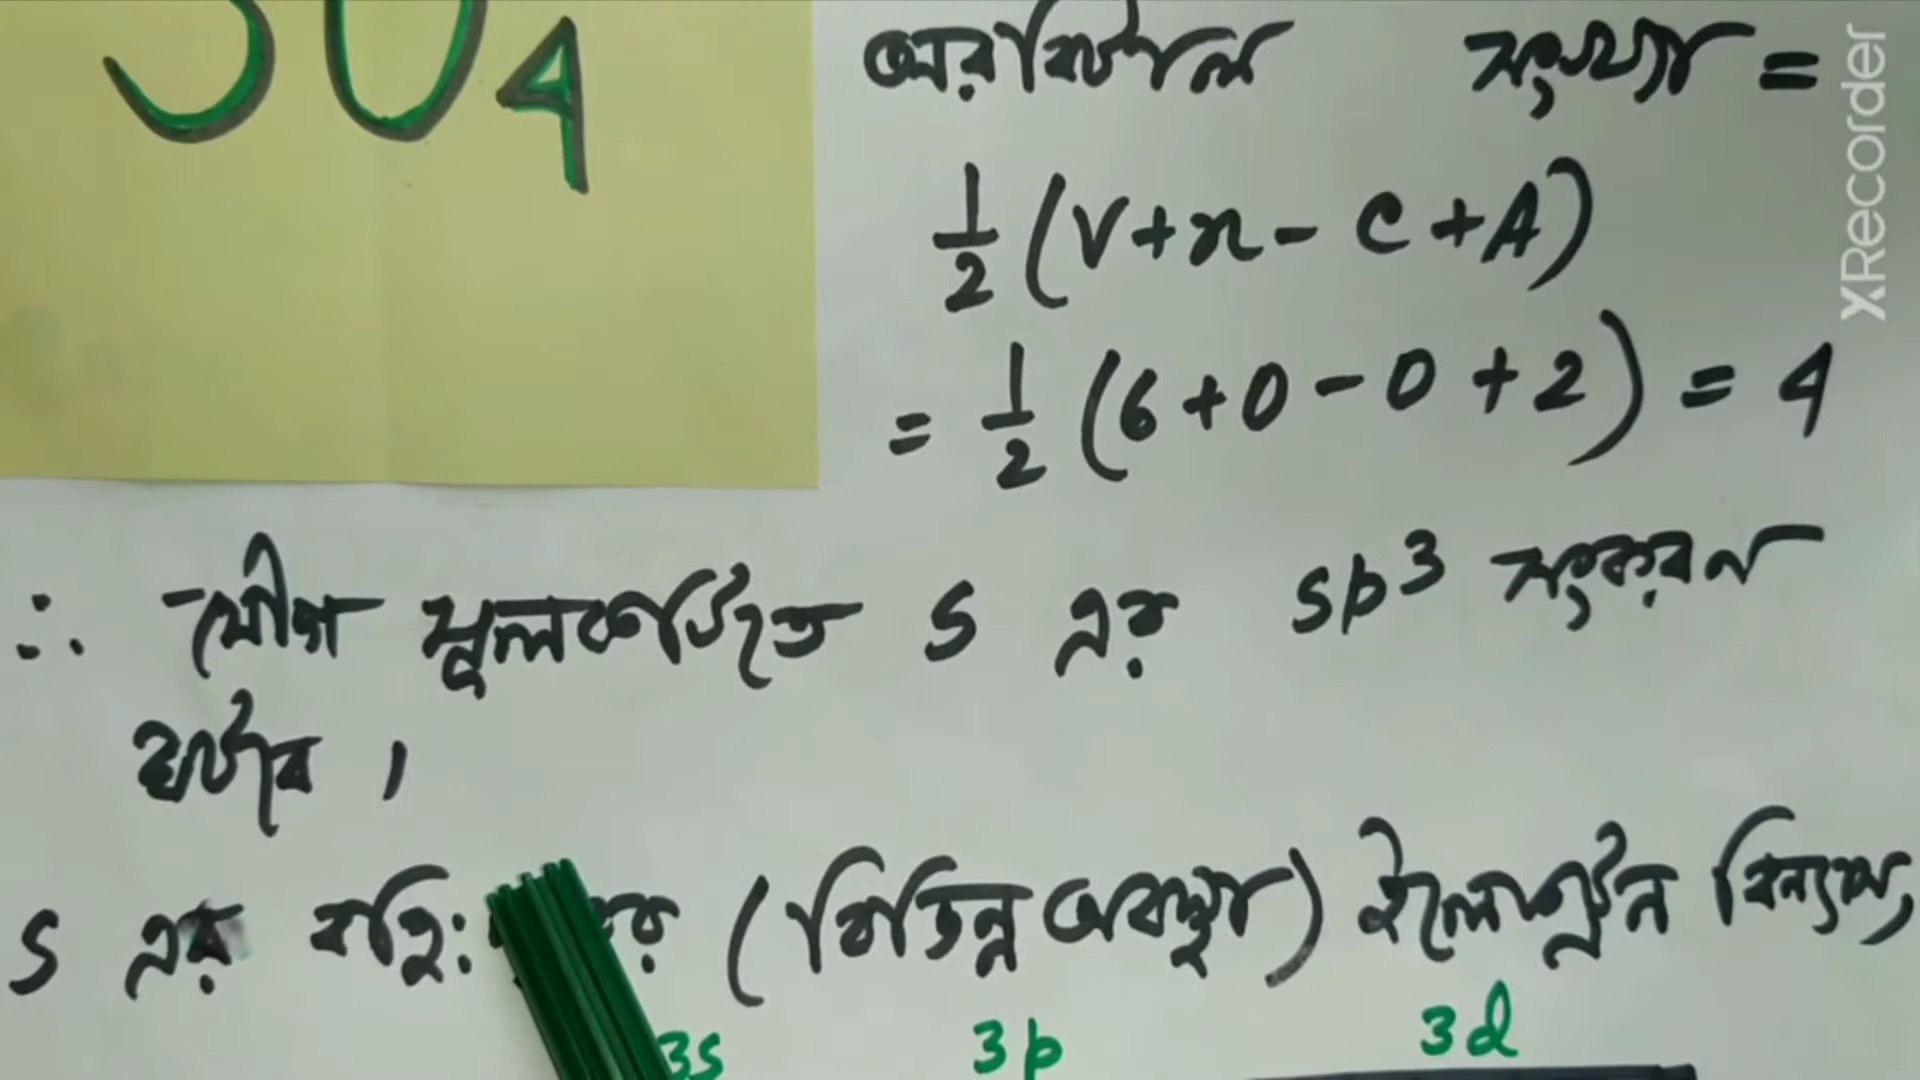 SO4
অরবিটাল সংখ্যা =
1/2 (V+n- C +A)
= 1/2 (6+0-0+2) = 4
∴ যৌগ মূলকটিতে S এর sp³ সংকরণ
ঘটবে ।
S এর বহি: (বিভিন্ন অবস্থায়) ইলেকট্রন বিন্যাস,
3s 3p 3d
XRecorder